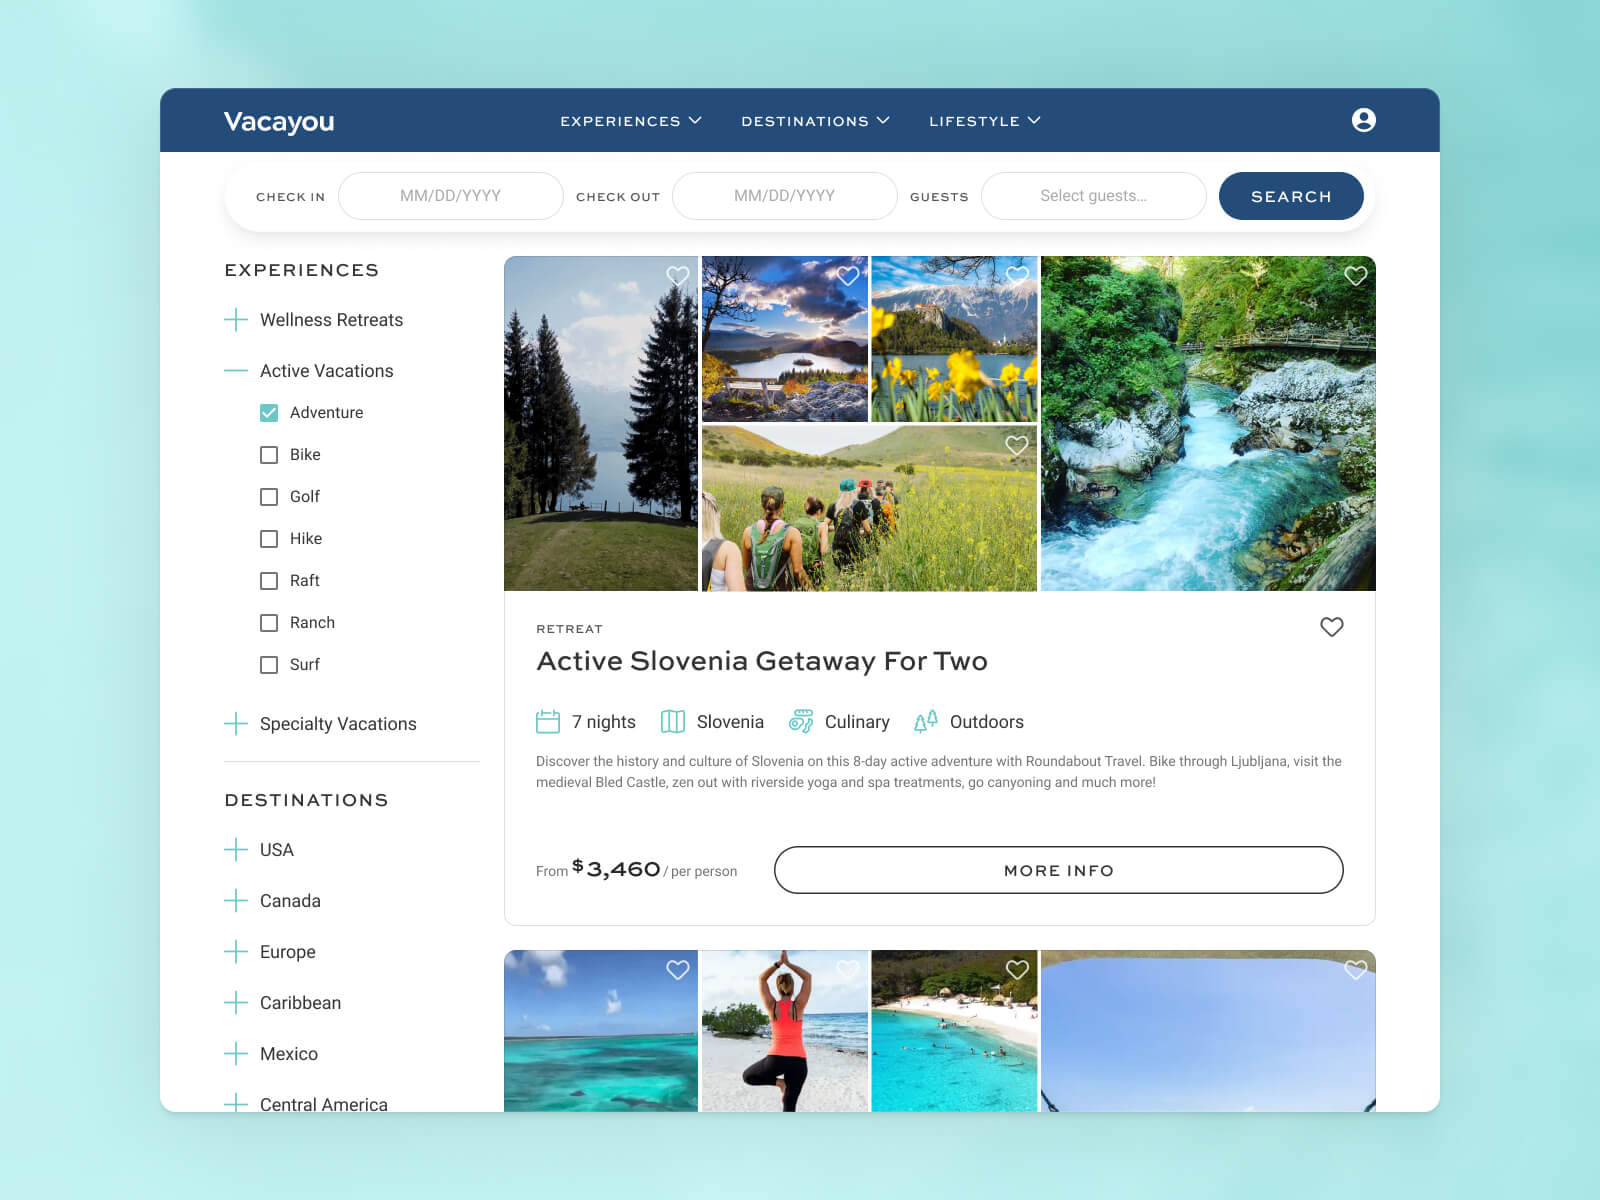 Vacayou
EXPERIENCES
DESTINATIONS
LIFESTYLE
CHECK IN
MM/DD/YYYY
CHECK OUT
MM/DD/YYYY
GUESTS
Select guests...
SEARCH
EXPERIENCES
Wellness Retreats
Active Vacations
Adventure
Bike
Golf
Hike
Raft
Ranch
Surf
Specialty Vacations
DESTINATIONS
USA
Canada
Europe
Caribbean
Mexico
Central America
RETREAT
Active Slovenia Getaway For Two
7 nights
Slovenia
Culinary
Outdoors
Discover the history and culture of Slovenia on this 8-day active adventure with Roundabout Travel. Bike through Ljubljana, visit the
medieval Bled Castle, zen out with riverside yoga and spa treatments, go canyoning and much more!
From $3,460 / per person
MORE INFO